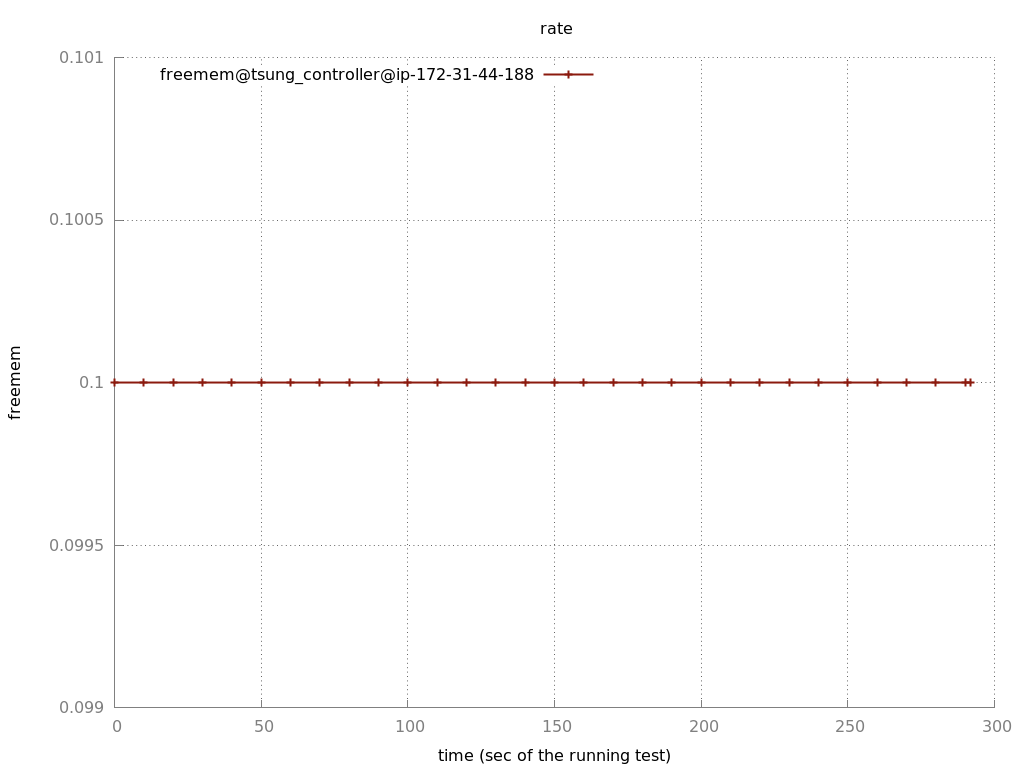 rate
0.101
freemem@tsung_controller@ip-172-31-44-188
0.1005
0.1
0.0995
0.099
freemem
0 50 100 150 200 250 300
time (sec of the running test)